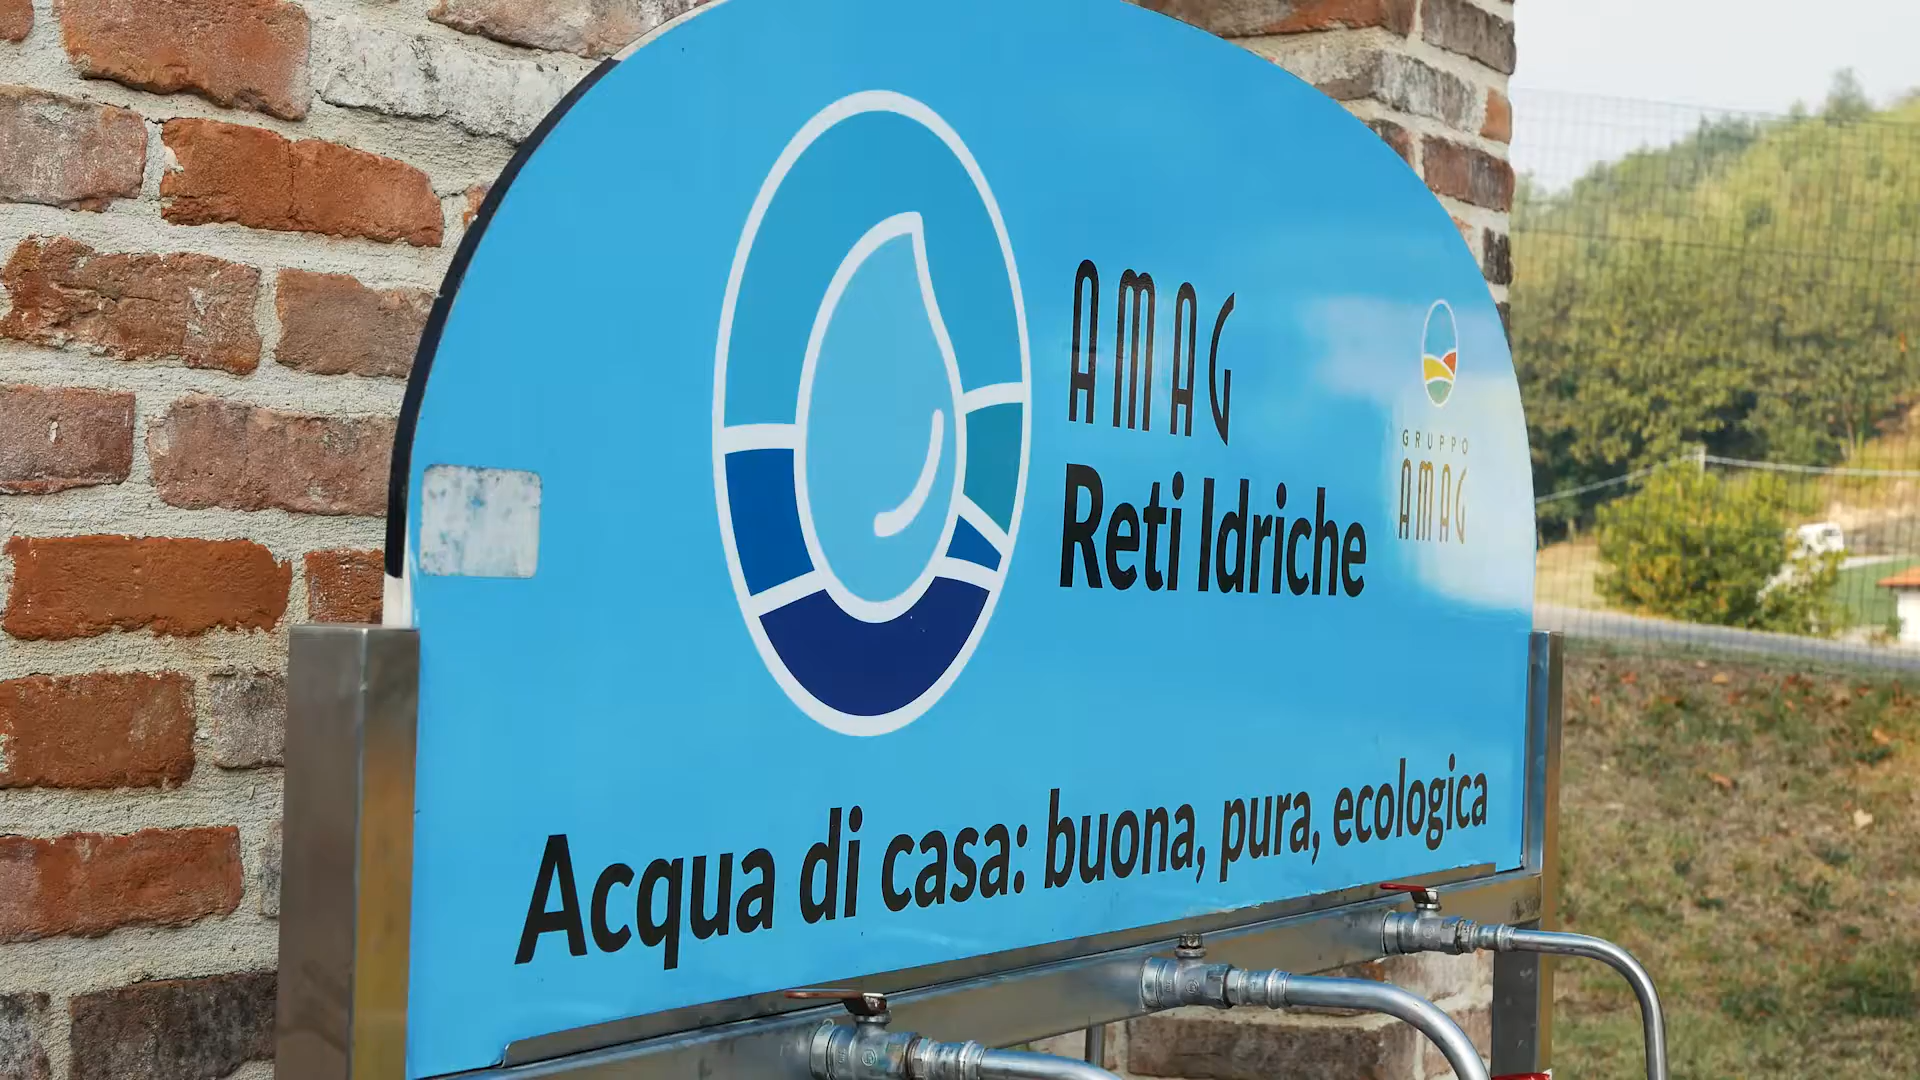 AMAG
Reti Idriche
GRUPPO
AMAG
Acqua di casa: buona, pura, ecologica